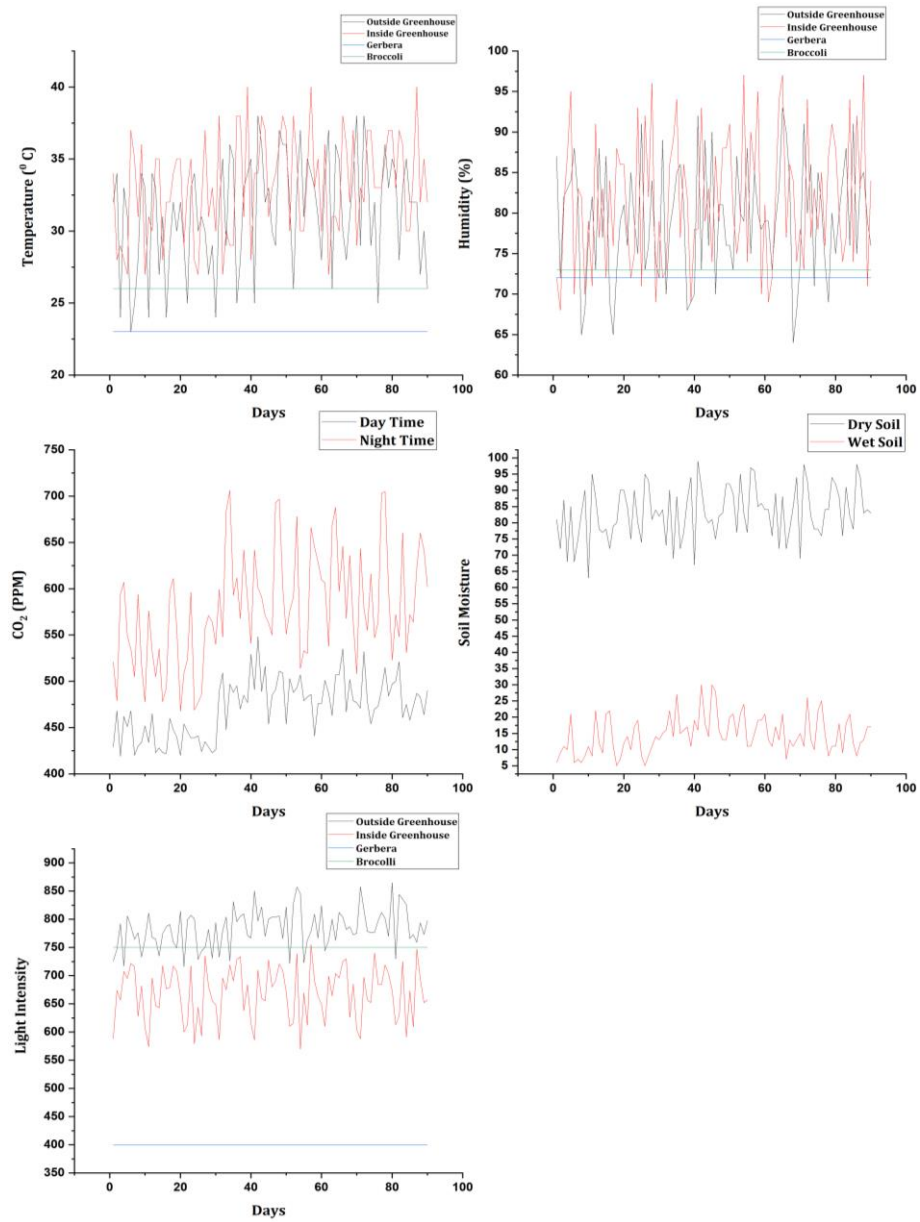 Outside Greenhouse
Inside Greenhouse
Gerbera
Broccoli
Temperature (⁰ C)
40
35
30
25
20
0 20 40 60 80 100
Days
Outside Greenhouse
Inside Greenhouse
Gerbera
Broccoli
Humidity (%)
100
95
90
85
80
75
70
65
60
0 20 40 60 80 100
Days
Day Time
Night Time
CO₂ (PPM)
750
700
650
600
550
500
450
400
0 20 40 60 80 100
Days
Dry Soil
Wet Soil
Soil Moisture
100
95
90
85
80
75
70
65
60
55
50
45
40
35
30
25
20
15
10
5
0 20 40 60 80 100
Days
Outside Greenhouse
Inside Greenhouse
Gerbera
Brocolli
Light Intensity
900
850
800
750
700
650
600
550
500
450
400
350
0 20 40 60 80 100
Days